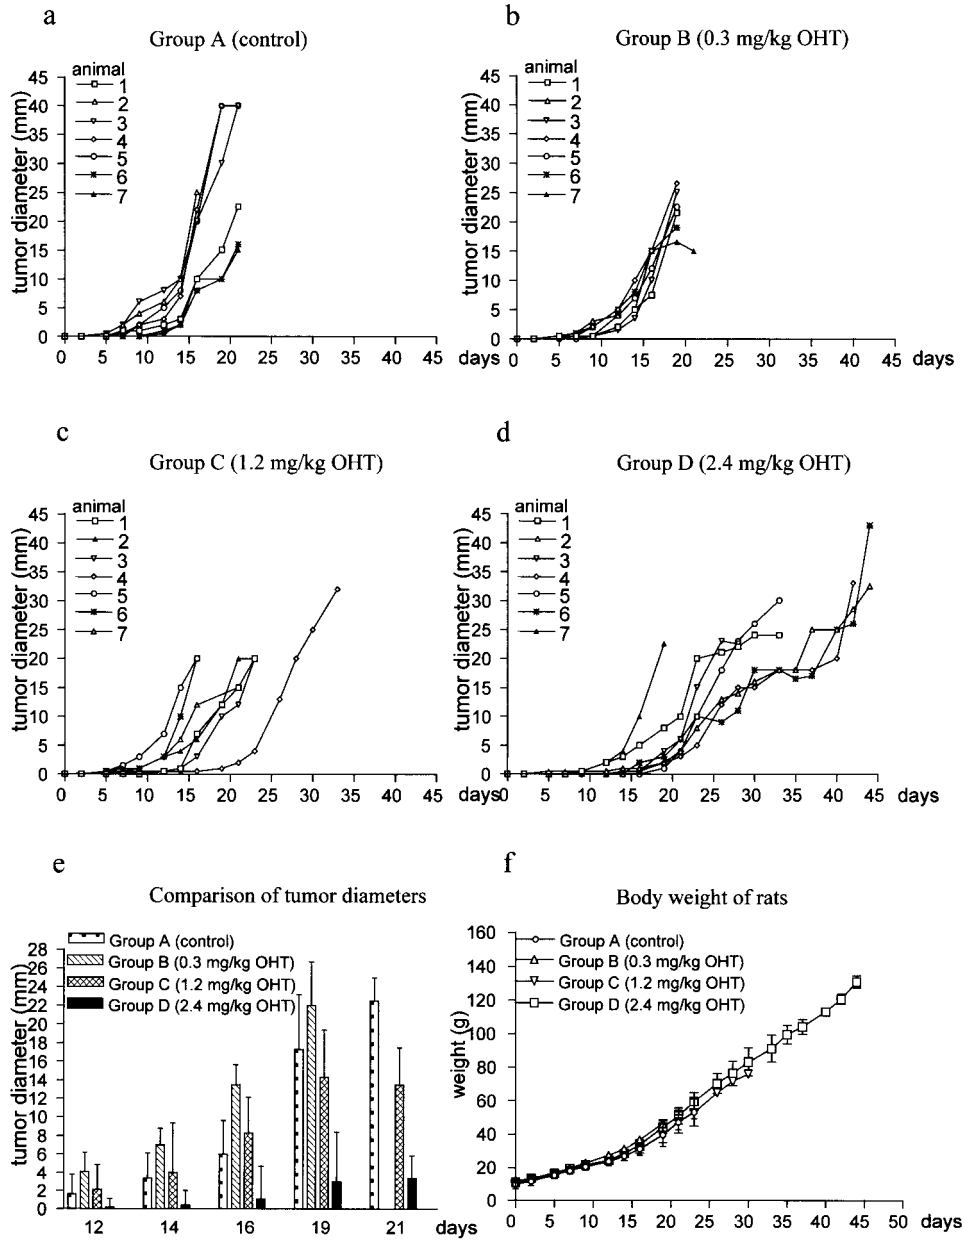 a
Group A (control)
animal
1
2
3
4
5
6
7
tumor diameter (mm)
45
40
35
30
25
20
15
10
5
0
0 5 10 15 20 25 30 35 40 45 days
b
Group B (0.3 mg/kg OHT)
animal
1
2
3
4
5
6
7
tumor diameter (mm)
45
40
35
30
25
20
15
10
5
0
0 5 10 15 20 25 30 35 40 45 days
c
Group C (1.2 mg/kg OHT)
animal
1
2
3
4
5
6
7
tumor diameter (mm)
45
40
35
30
25
20
15
10
5
0
0 5 10 15 20 25 30 35 40 45 days
d
Group D (2.4 mg/kg OHT)
animal
1
2
3
4
5
6
7
tumor diameter (mm)
45
40
35
30
25
20
15
10
5
0
0 5 10 15 20 25 30 35 40 45 days
e
Comparison of tumor diameters
Group A (control)
Group B (0.3 mg/kg OHT)
Group C (1.2 mg/kg OHT)
Group D (2.4 mg/kg OHT)
tumor diameter (mm)
28
26
24
22
20
18
16
14
12
10
8
6
4
2
0
12 14 16 19 21 days
f
Body weight of rats
Group A (control)
Group B (0.3 mg/kg OHT)
Group C (1.2 mg/kg OHT)
Group D (2.4 mg/kg OHT)
weight (g)
160
140
120
100
80
60
40
20
0
0 5 10 15 20 25 30 35 40 45 50
days